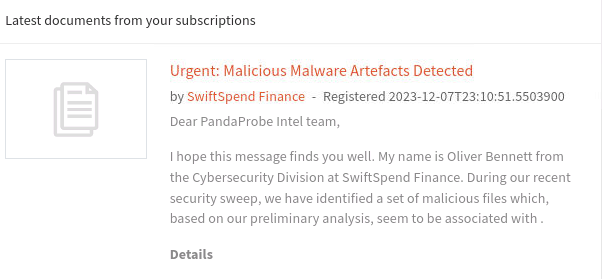 Latest documents from your subscriptions
Urgent: Malicious Malware Artefacts Detected
by SwiftSpend Finance - Registered 2023-12-07T23:10:51.5503900
Dear PandaProbe Intel team,
I hope this message finds you well. My name is Oliver Bennett from
the Cybersecurity Division at SwiftSpend Finance. During our recent
security sweep, we have identified a set of malicious files which,
based on our preliminary analysis, seem to be associated with .
Details